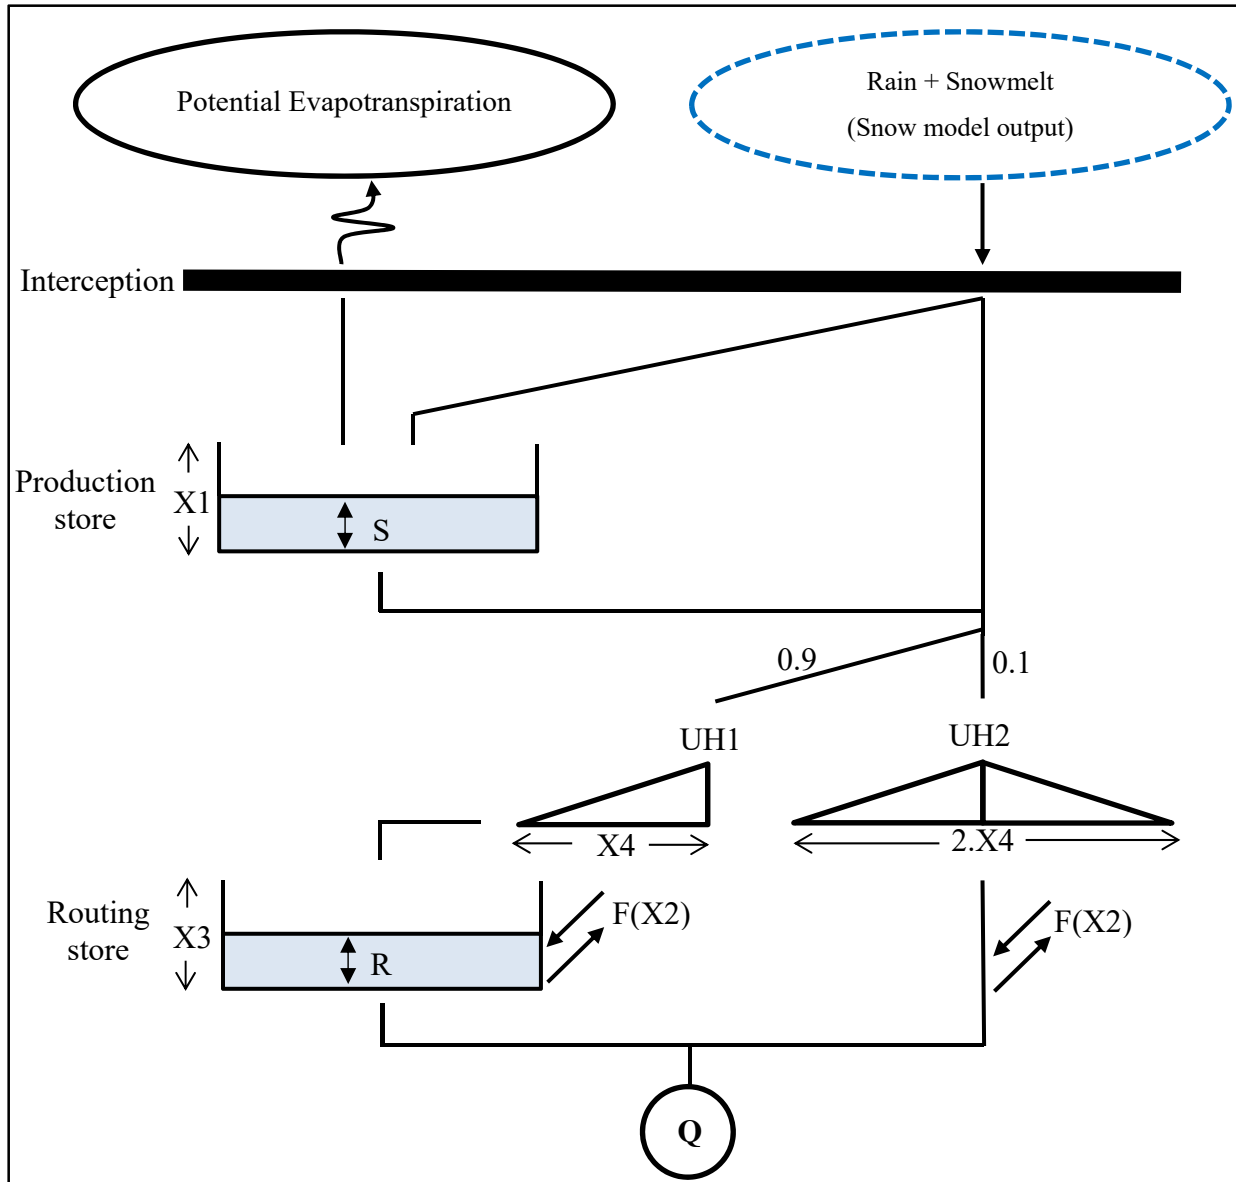 Potential Evapotranspiration
Rain + Snowmelt
(Snow model output)
Interception
Production
store
X1
S
0.9
0.1
UH1
UH2
X4
2.X4
Routing
store
X3
R
F(X2)
F(X2)
Q